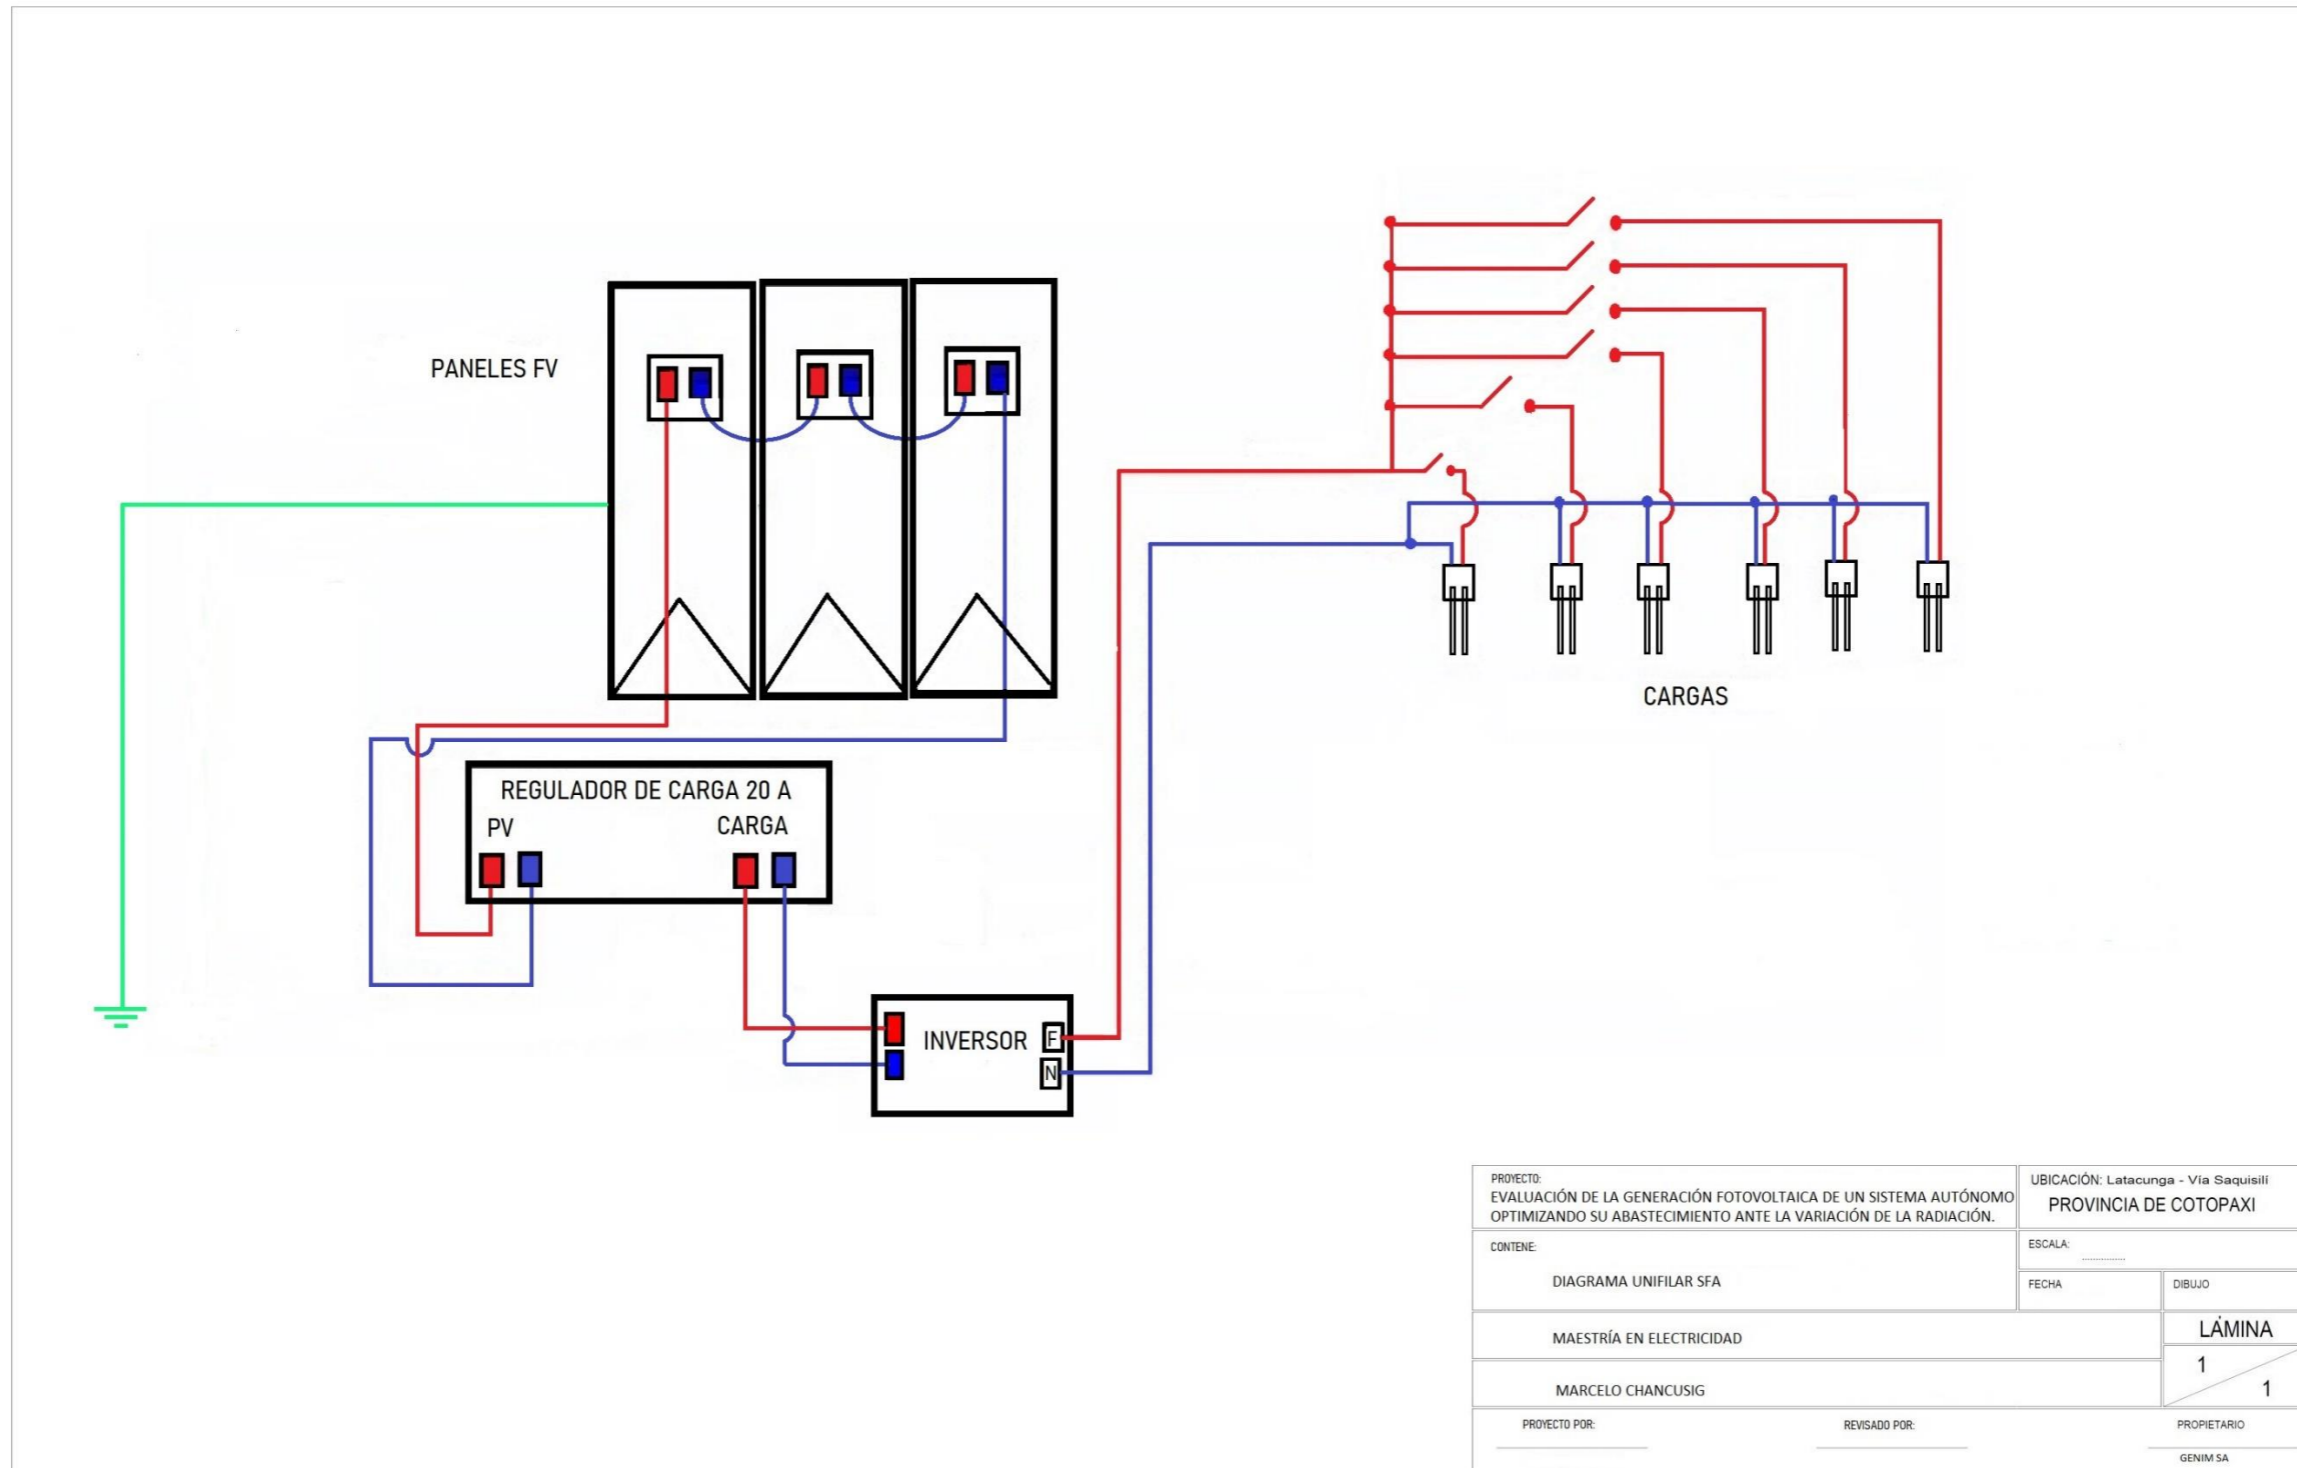 PANELES FV
REGULADOR DE CARGA 20 A
PV
CARGA
INVERSOR
F
N
CARGAS
PROYECTO:
EVALUACIÓN DE LA GENERACIÓN FOTOVOLTAICA DE UN SISTEMA AUTÓNOMO
OPTIMIZANDO SU ABASTECIMIENTO ANTE LA VARIACIÓN DE LA RADIACIÓN.
UBICACIÓN: Latacunga - Vía Saquisilí
PROVINCIA DE COTOPAXI
CONTENE:
DIAGRAMA UNIFILAR SFA
ESCALA:
FECHA
DIBUJO
MAESTRÍA EN ELECTRICIDAD
LÁMINA
1
1
MARCELO CHANCUSIG
PROYECTO POR:
REVISADO POR:
PROPIETARIO
GENIM SA